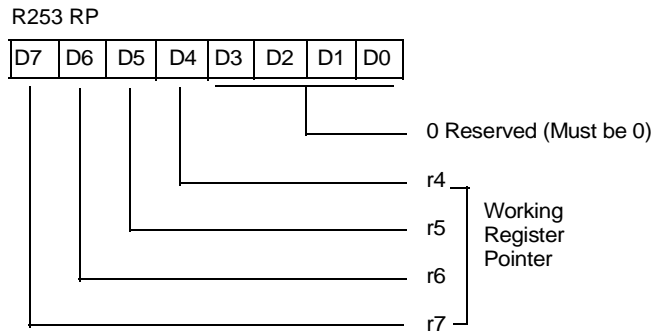 R253 RP
D7 D6 D5 D4 D3 D2 D1 D0
0 Reserved (Must be 0)
r4
r5
r6
r7
Working
Register
Pointer